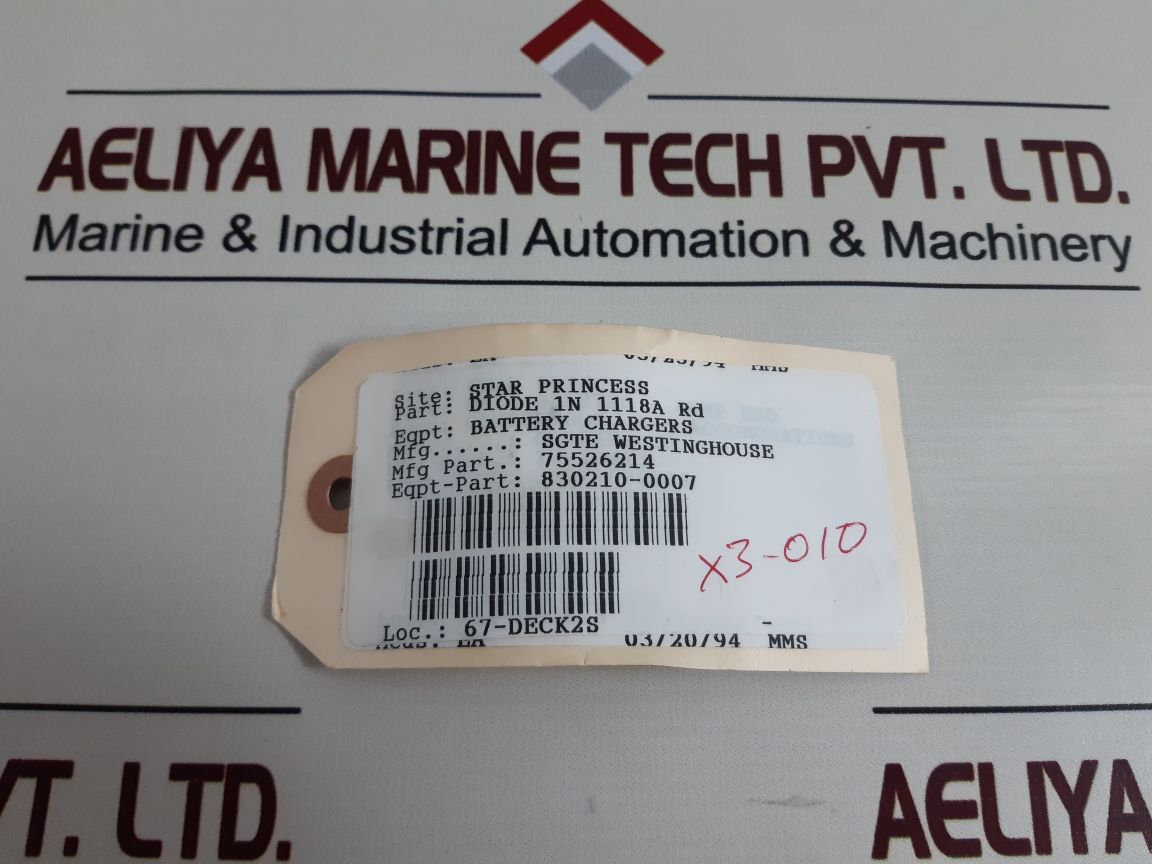 AELIYA MARINE TECH PVT. LTD.
Marine & Industrial Automation & Machinery
MMS
Site: STAR PRINCESS
Part: DIODE 1N 1118A Rd
Eqpt: BATTERY CHARGERS
Mfg......: SGTE WESTINGHOUSE
Mfg Part.: 75526214
Eqpt-Part: 830210-0007
X3-010
Loc.: 67-DECK2S -
EA 03/20/94 MMS
VT. LTD.
AELIYA